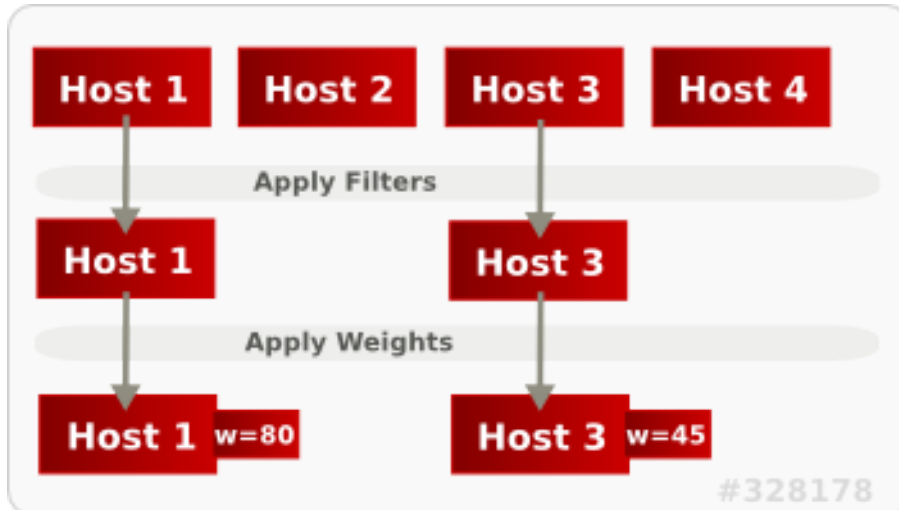 Host 1 Host 2 Host 3 Host 4
Apply Filters
Host 1 Host 3
Apply Weights
Host 1 w=80 Host 3 w=45
#328178